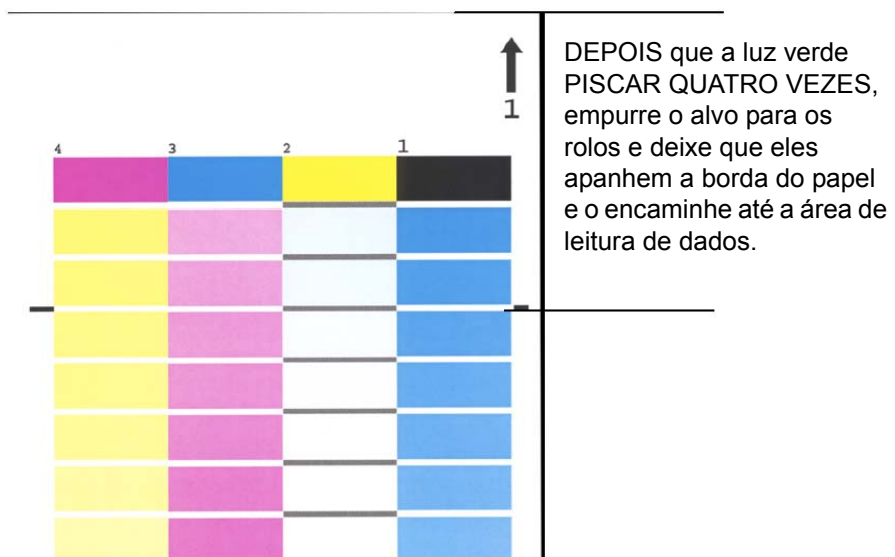 1
4 3 2 1
DEPOIS que a luz verde
PISCAR QUATRO VEZES,
empurre o alvo para os
rolos e deixe que eles
apanhem a borda do papel
e o encaminhe até a área de
leitura de dados.